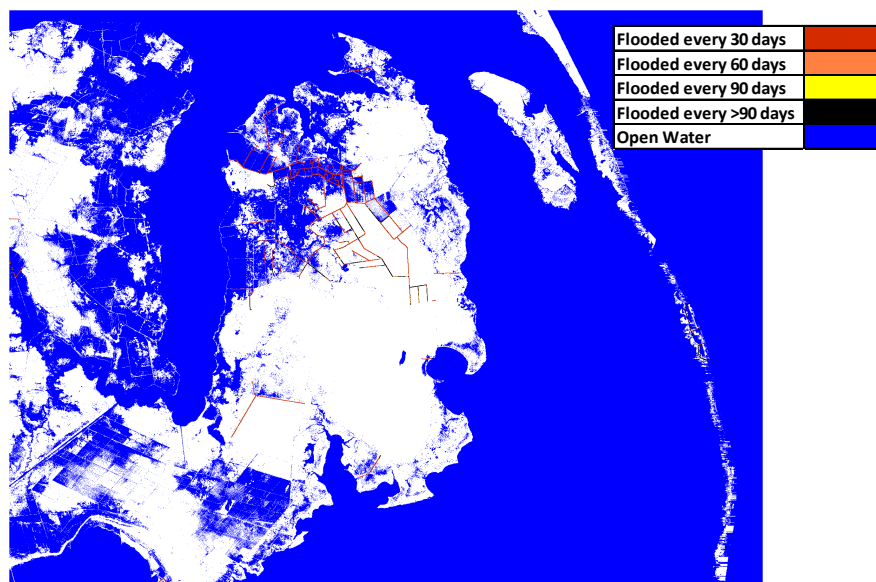 Flooded every 30 days
Flooded every 60 days
Flooded every 90 days
Flooded every >90 days
Open Water